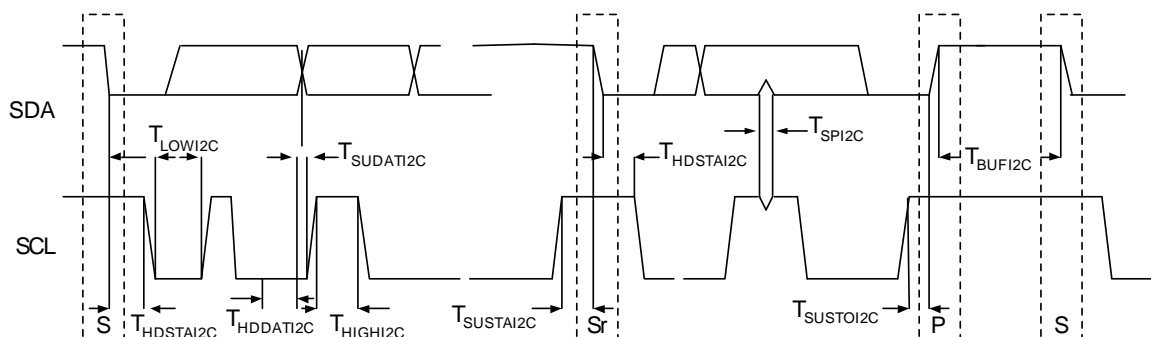 SDA
T_LOWI2C
T_SUDATI2C
T_HDSTAI2C
T_SPI2C
T_BUFI2C
SCL
S
T_HDSTAI2C
T_HDDATI2C
T_HIGHI2C
T_SUSTAI2C
Sr
T_SUSTOI2C
P
S